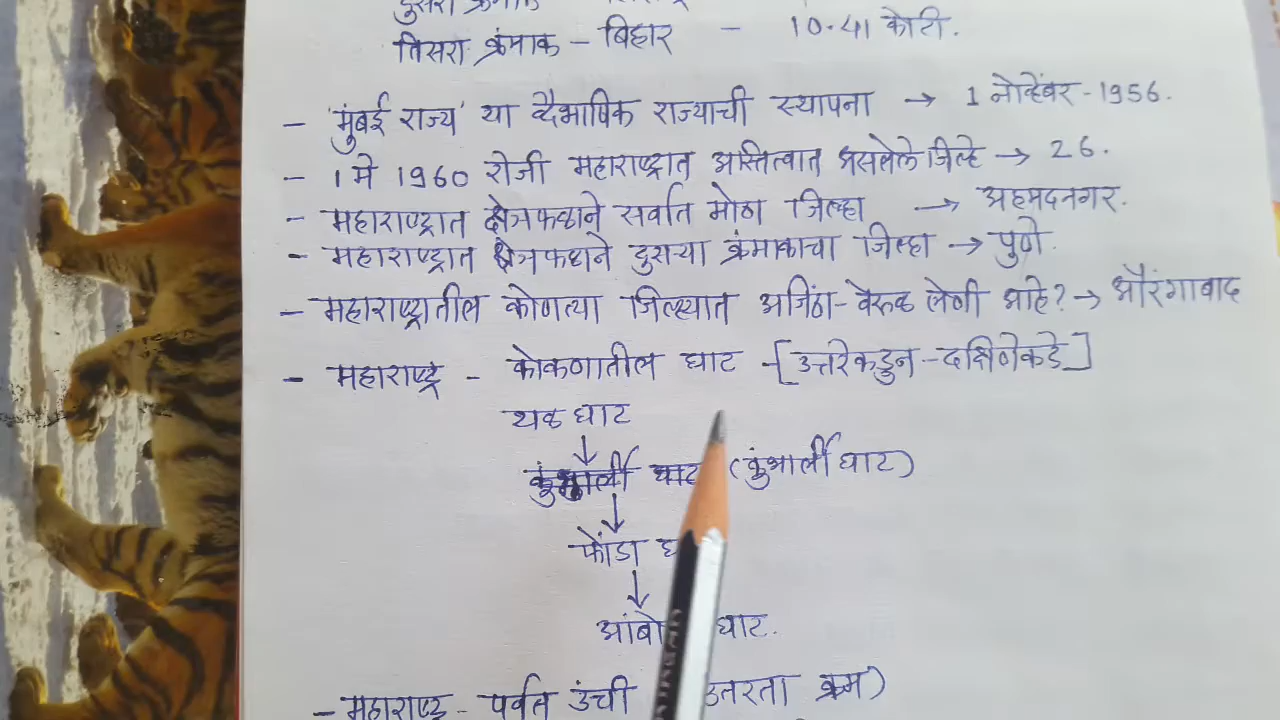 दुसरा क्रमांक
तिसरा क्रंमाक - बिहार - 10.41 कोटी.
- 'मुंबई राज्य' या द्वैभाषिक राज्याची स्थापना → 1 नोव्हेंबर - 1956.
- 1 मे 1960 रोजी महाराष्ट्रात अस्तित्वात असलेले जिल्हे → 26.
- महाराष्ट्रात क्षेत्रफळाने सर्वात मोठा जिल्हा → अहमदनगर.
- महाराष्ट्रात क्षेत्रफळाने दुसऱ्या क्रंमाकाचा जिल्हा → पुणे.
- महाराष्ट्रातील कोणत्या जिल्ह्यात अजिंठा - वेरूळ लेणी आहे? → औरंगाबाद
- महाराष्ट्र - कोकणातील घाट - [उत्तरेकडुन - दक्षिणेकडे]
थळ घाट
↓
कुंभार्ली घाट (कुंभार्ली घाट)
↓
फोंडा
↓
घाट.
- महाराष्ट्र - पर्वत उंची उतरता क्रम)